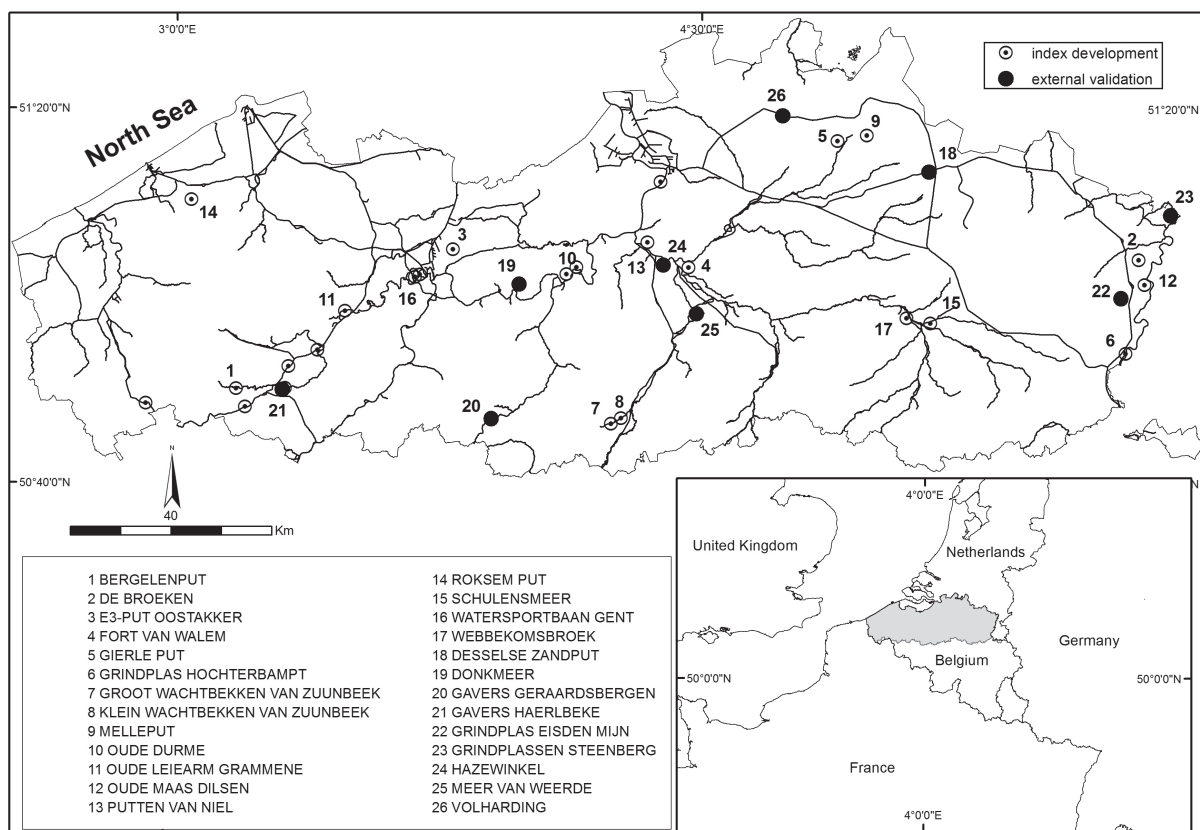 3°0'0"E
4°30'0"E
index development
external validation
51°20'0"N
51°20'0"N
North Sea
26
5
9
18
14
23
3
24
2
10
19
13
4
12
16
22
11
25
17
15
6
1
7
8
21
20
N
50°40'0"N
N
40
Km
1 BERGELENPUT
2 DE BROEKEN
3 E3-PUT OOSTAKKER
4 FORT VAN WALEM
5 GIERLE PUT
6 GRINDPLAS HOCHTERBAMPT
7 GROOT WACHTBEKKEN VAN ZUUNBEEK
8 KLEIN WACHTBEKKEN VAN ZUUNBEEK
9 MELLEPUT
10 OUDE DURME
11 OUDE LEIEARM GRAMMENE
12 OUDE MAAS DILSEN
13 PUTTEN VAN NIEL
14 ROKSEM PUT
15 SCHULENSMEER
16 WATERSPORTBAAN GENT
17 WEBBEKOMSBROEK
18 DESSELSE ZANDPUT
19 DONKMEER
20 GAVERS GERAARDSBERGEN
21 GAVERS HAERLBEKE
22 GRINDPLAS EISDEN MIJN
23 GRINDPLASSEN STEENBERG
24 HAZEWINKEL
25 MEER VAN WEERDE
26 VOLHARDING
4°0'0"E
United Kingdom
Netherlands
Germany
Belgium
50°0'0"N
50°0'0"N
France
4°0'0"E